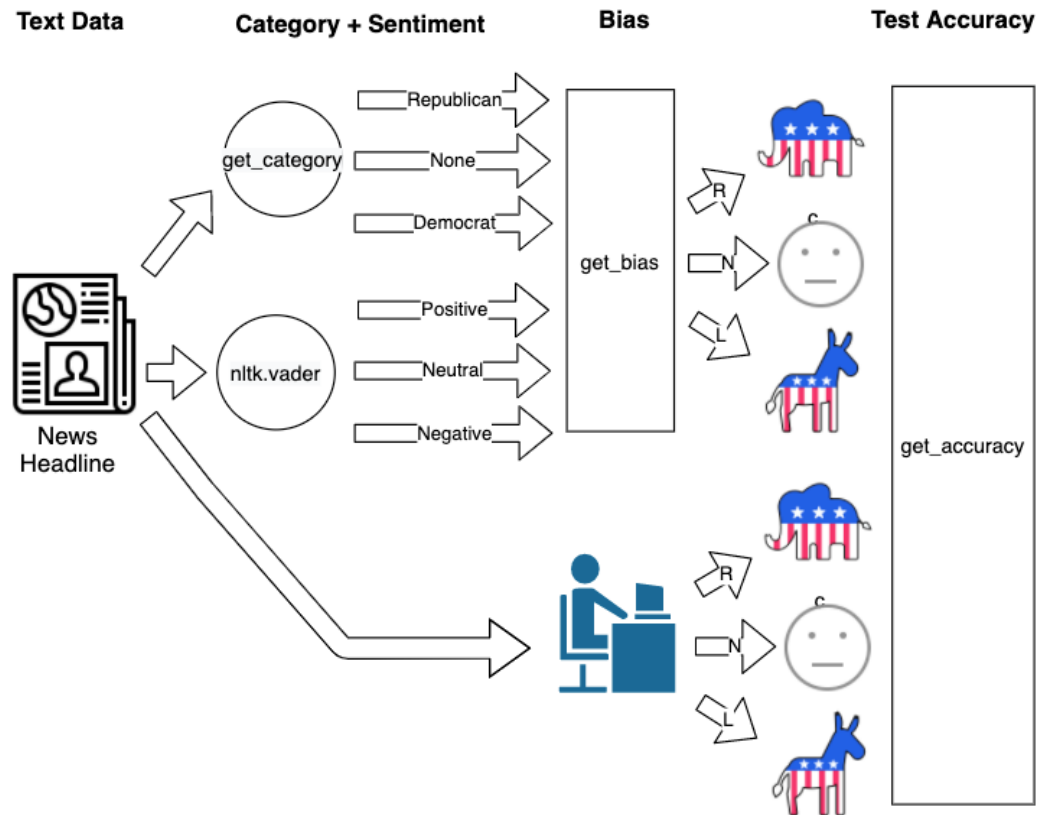 Text Data
Category + Sentiment
Bias
Test Accuracy
get_category
Republican
None
Democrat
nltk.vader
Positive
Neutral
Negative
get_bias
R
c
N
L
News
Headline
get_accuracy
R
c
N
L